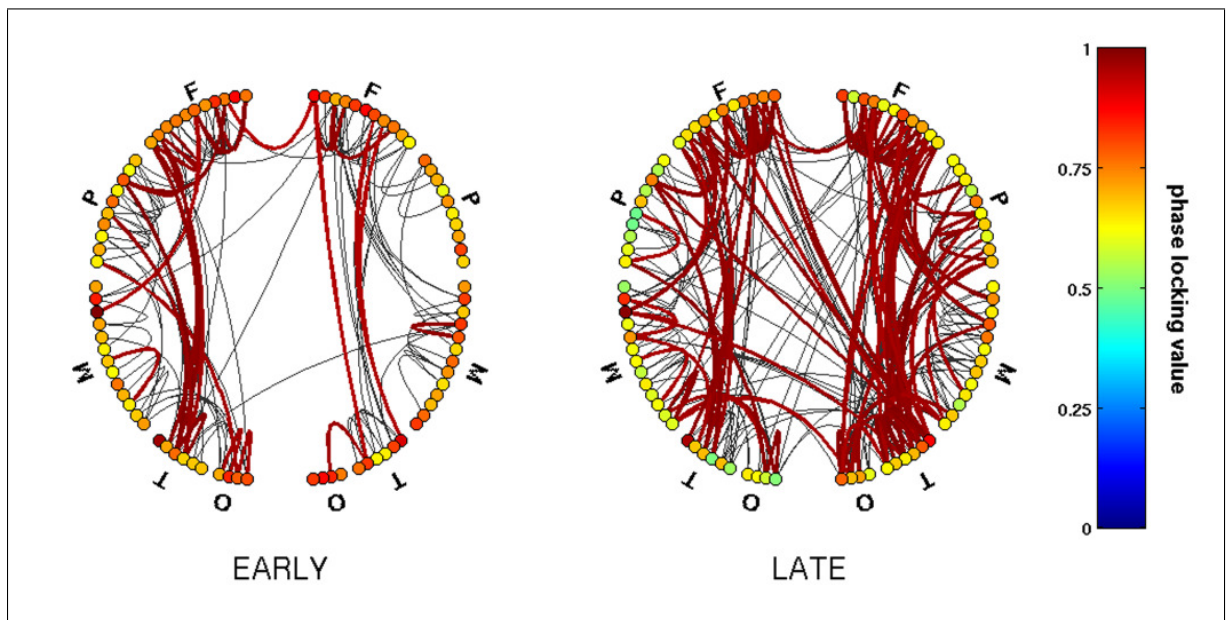 F F
P P
M M
T T
O O
EARLY
F F
P P
M M
T T
O O
LATE
1
0.75
0.5
0.25
0
phase locking value